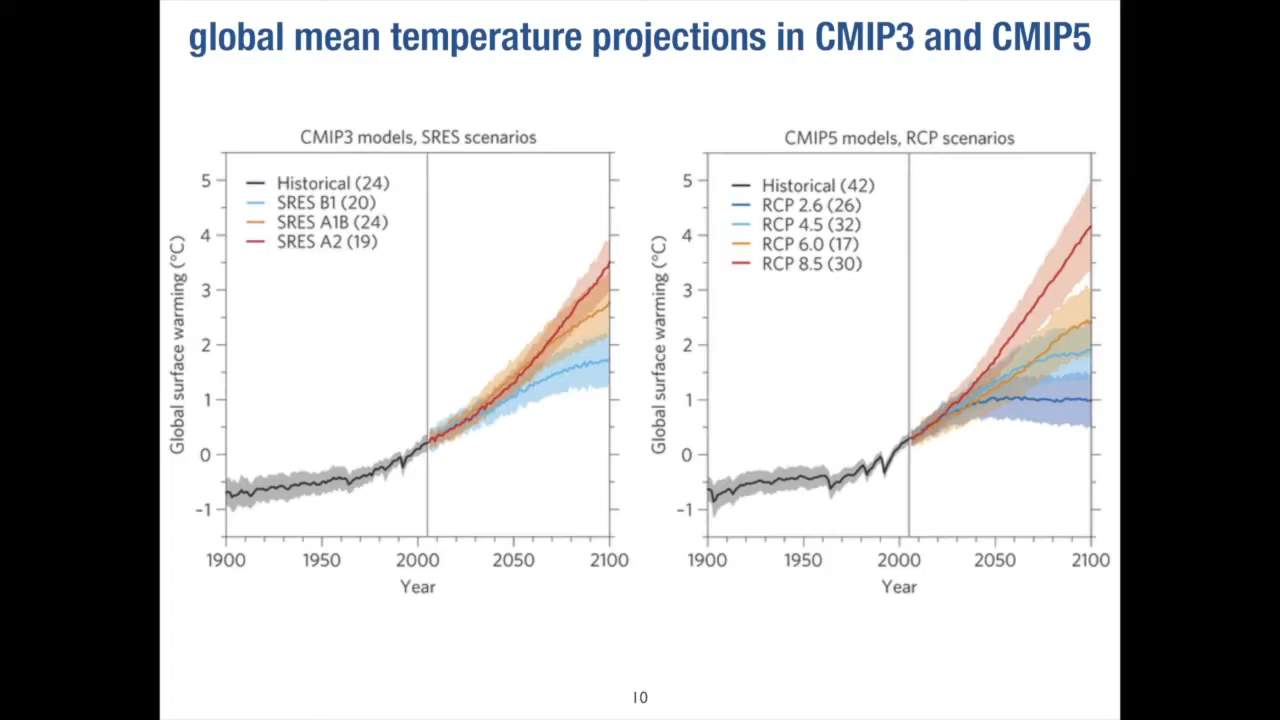 global mean temperature projections in CMIP3 and CMIP5
CMIP3 models, SRES scenarios
Historical (24)
SRES B1 (20)
SRES A1B (24)
SRES A2 (19)
Global surface warming (°C)
5
4
3
2
1
0
-1
1900 1950 2000 2050 2100
Year
CMIP5 models, RCP scenarios
Historical (42)
RCP 2.6 (26)
RCP 4.5 (32)
RCP 6.0 (17)
RCP 8.5 (30)
Global surface warming (°C)
5
4
3
2
1
0
-1
1900 1950 2000 2050 2100
Year
10